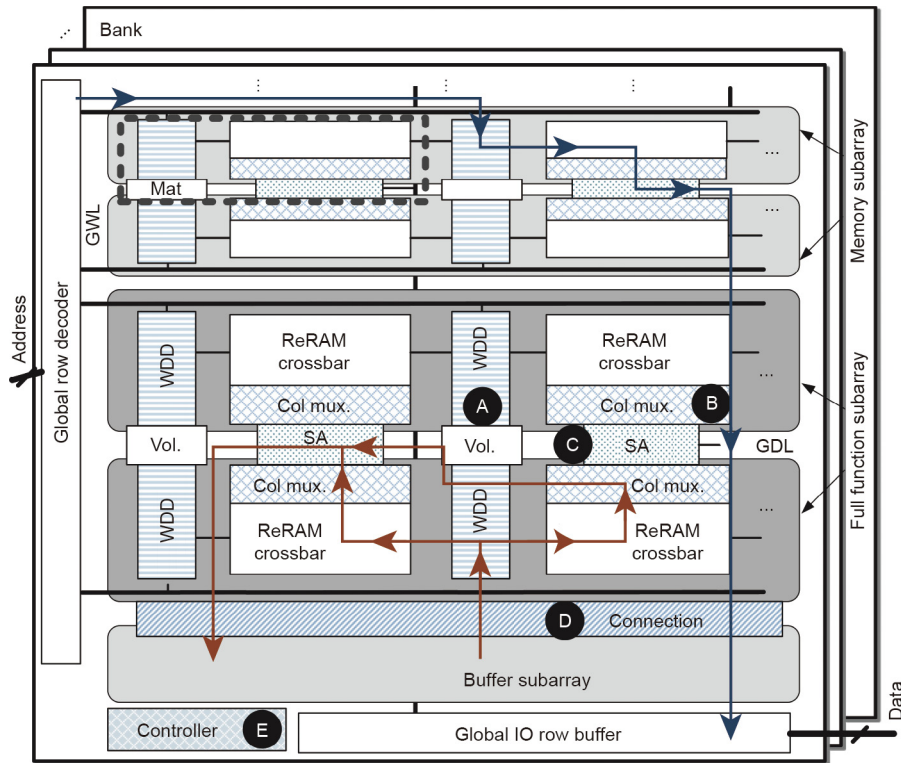 Bank
...
...
...
...
Mat
...
...
GWL
Memory subarray
Address
Global row decoder
WDD
ReRAM
crossbar
WDD
ReRAM
crossbar
...
Col mux.
A
Col mux.
B
Vol.
SA
Vol.
C
SA
GDL
Full function subarray
WDD
Col mux.
WDD
Col mux.
...
ReRAM
crossbar
ReRAM
crossbar
D
Connection
Buffer subarray
Controller
E
Global IO row buffer
Data